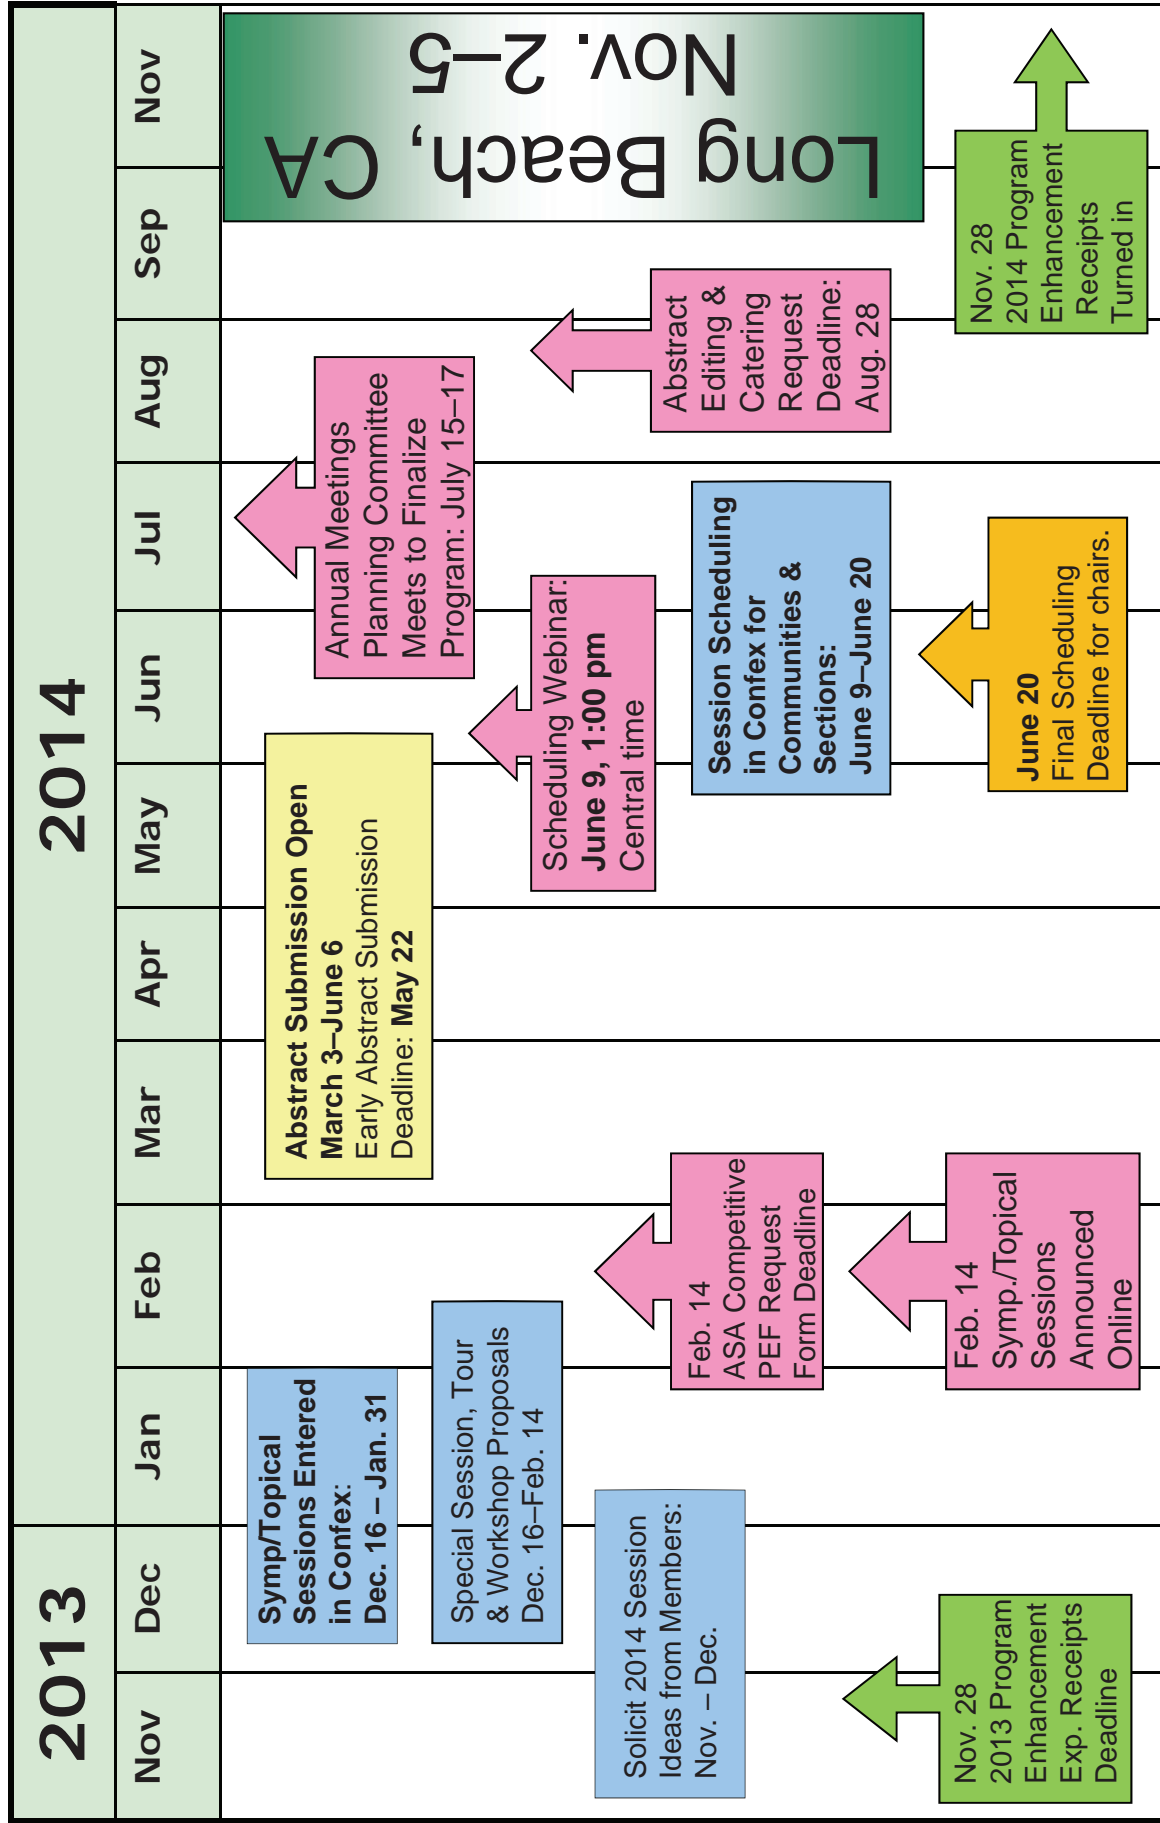 2013
2014
Nov
Dec
Jan
Feb
Mar
Apr
May
Jun
Jul
Aug
Sep
Nov
Symp/Topical
Sessions Entered
in Confex:
Dec. 16 – Jan. 31
Special Session, Tour
& Workshop Proposals
Dec. 16–Feb. 14
Solicit 2014 Session
Ideas from Members:
Nov. – Dec.
Nov. 28
2013 Program
Enhancement
Exp. Receipts
Deadline
Feb. 14
ASA Competitive
PEF Request
Form Deadline
Feb. 14
Symp./Topical
Sessions
Announced
Online
Abstract Submission Open
March 3–June 6
Early Abstract Submission
Deadline: May 22
Scheduling Webinar:
June 9, 1:00 pm
Central time
Session Scheduling
in Confex for
Communities &
Sections:
June 9–June 20
June 20
Final Scheduling
Deadline for chairs.
Annual Meetings
Planning Committee
Meets to Finalize
Program: July 15–17
Abstract
Editing &
Catering
Request
Deadline:
Aug. 28
Long Beach, CA
Nov. 2–5
Nov. 28
2014 Program
Enhancement
Receipts
Turned in